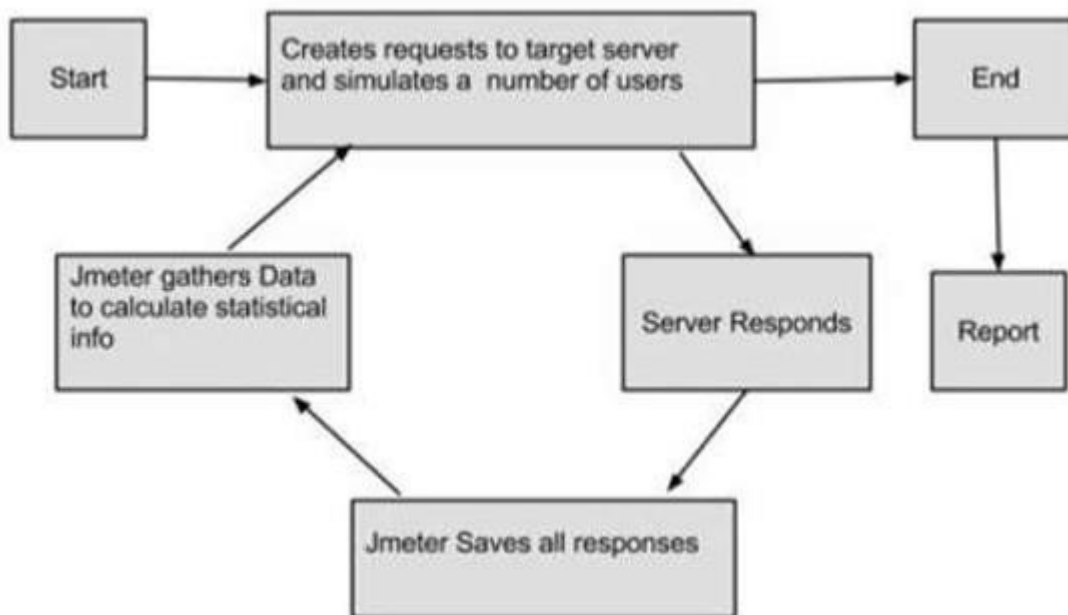 Start
Creates requests to target server
and simulates a number of users
End
Jmeter gathers Data
to calculate statistical
info
Server Responds
Report
Jmeter Saves all responses